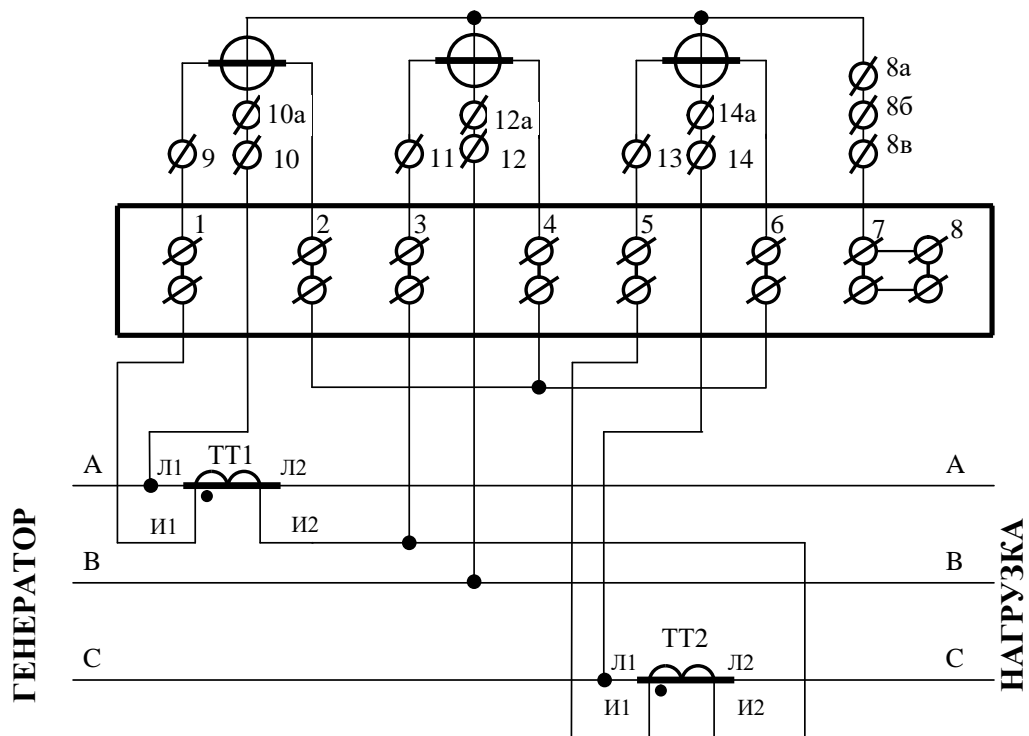 8а
10а
12а
14а
8б
9
10
11
12
13
14
8в
1
2
3
4
5
6
7
8
А
Л1
ТТ1
Л2
А
И1
И2
В
В
ТТ2
С
Л1
Л2
С
И1
И2
ГЕНЕРАТОР
НАГРУЗКА